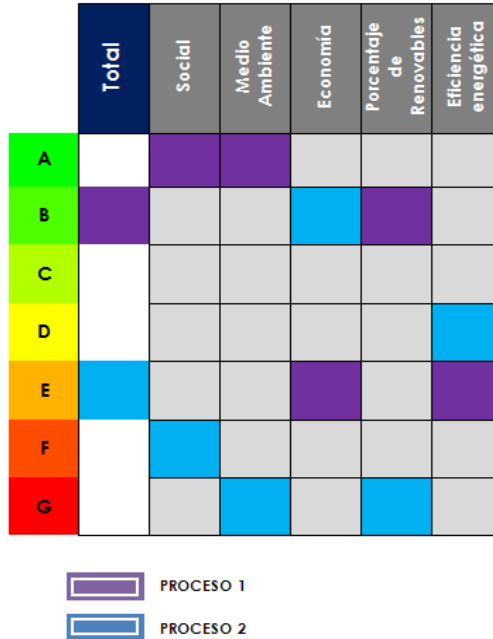 Total
Social
Medio
Ambiente
Economía
Porcentaje
de
Renovables
Eficiencia
energética
A
B
C
D
E
F
G
PROCESO 1
PROCESO 2